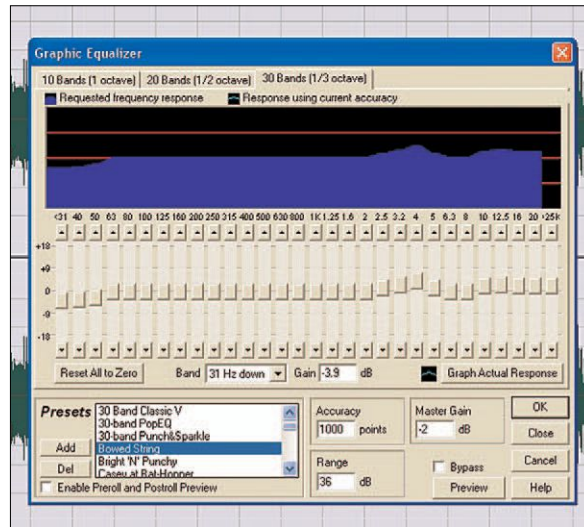 Graphic Equalizer
10 Bands (1 octave) 20 Bands (1/2 octave) 30 Bands (1/3 octave)
Requested frequency response Response using current accuracy
<31 40 50 63 80 100 125 160 200 250 315 400 500 630 800 1K 1.25 1.6 2 2.5 3.2 4 5 6.3 8 10 12.5 16 20 >25k
+18
+9
0
-9
-18
Reset All to Zero Band 31 Hz down Gain -3.9 dB Graph Actual Response
Presets
30 Band Classic V
30-band PopEQ
30-band Punch&Sparkle
Bowed String
Bright 'N' Punchy
Casey at Bat-Hopper
Add
Del
Enable Preroll and Postroll Preview
Accuracy
1000 points
Range
36 dB
Master Gain
-2 dB
Bypass
Preview
OK
Close
Cancel
Help